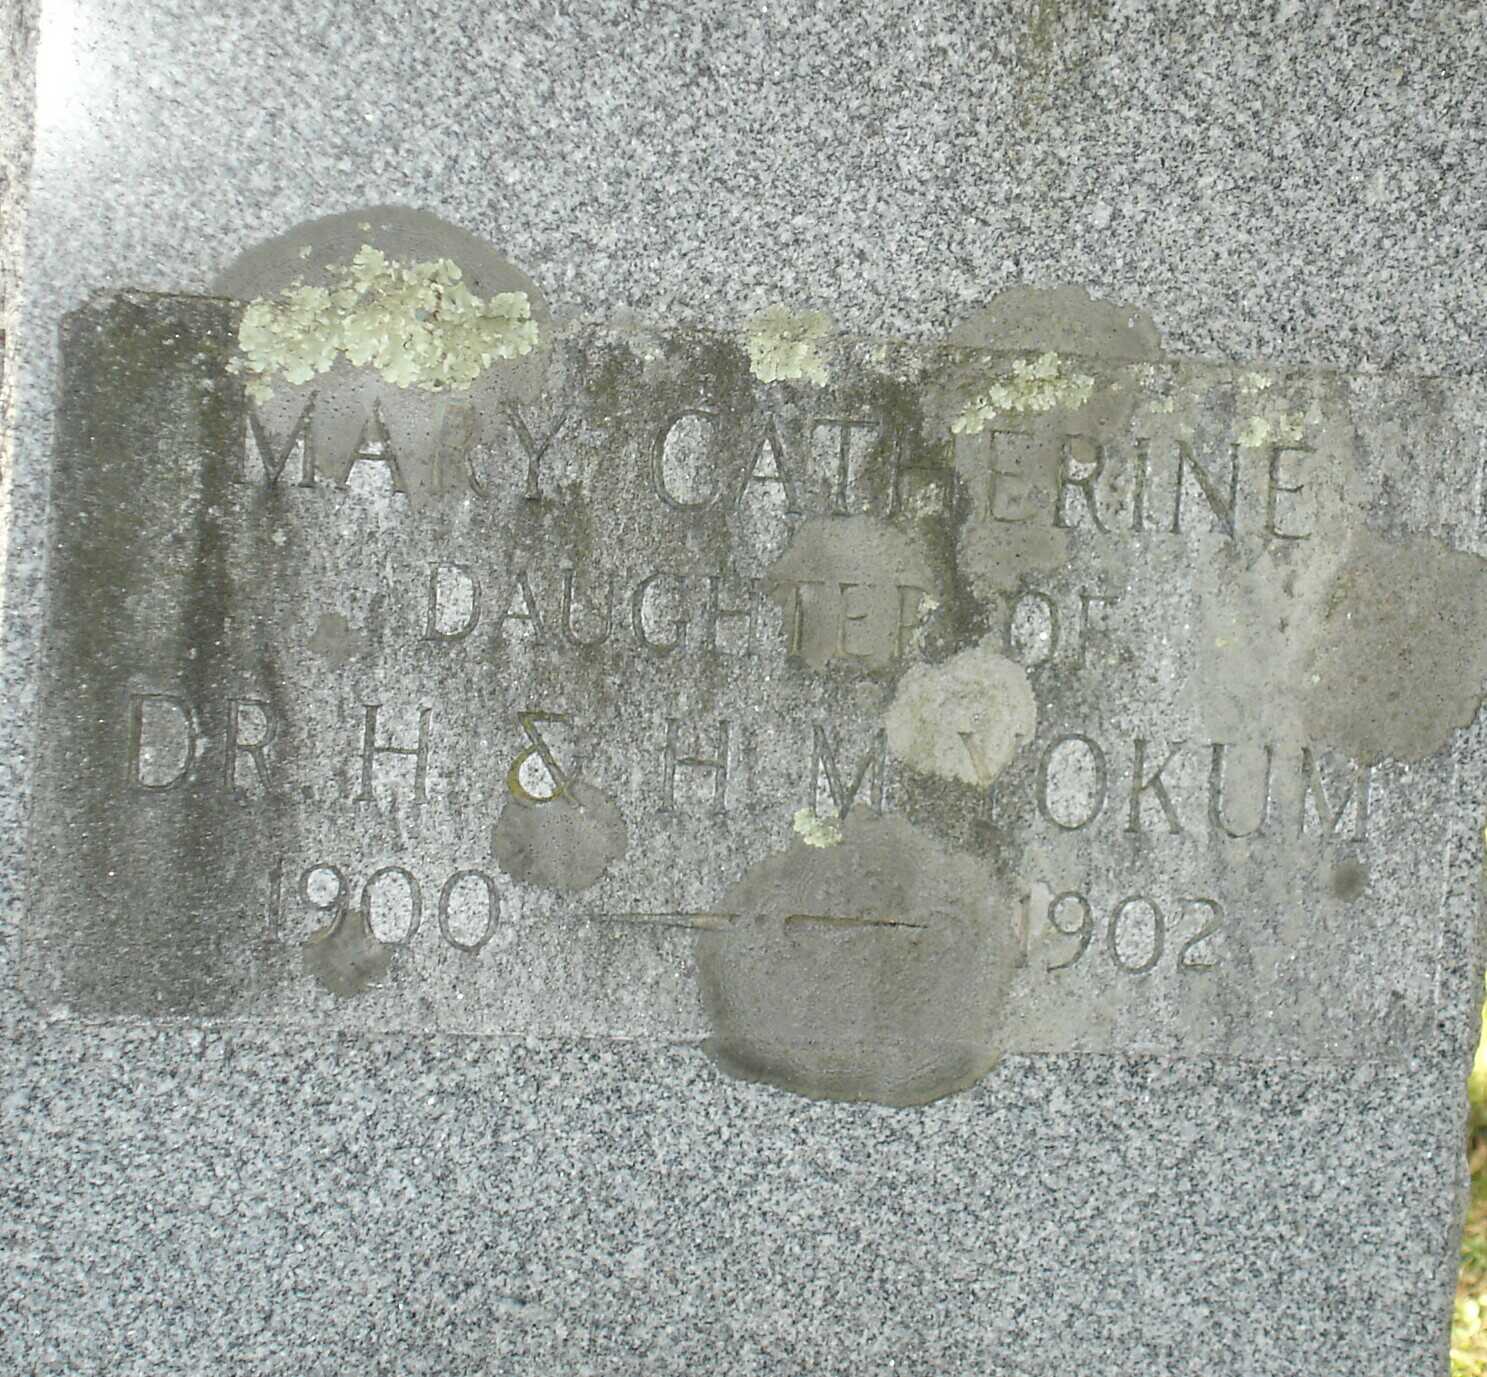 MARY CATHERINE
DAUGHTER OF
DR. H & H M YOKUM
1900 — 1902